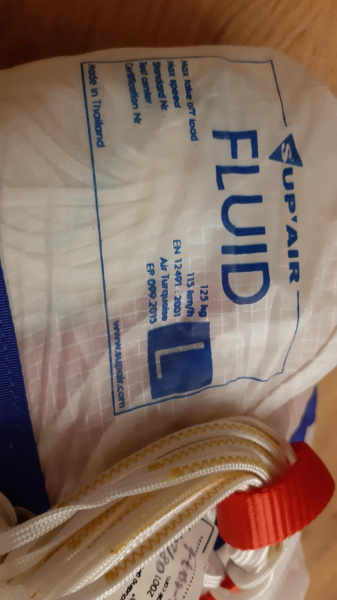 SUP'AIR
FLUID
L
Max take off load 125 kg
Max speed 115 km/h
Standard Nr. EN 12491 : 2001
Test center: Air Turquoise
Certification Nr. EP 099.2015
Made in Thailand www.supair.com